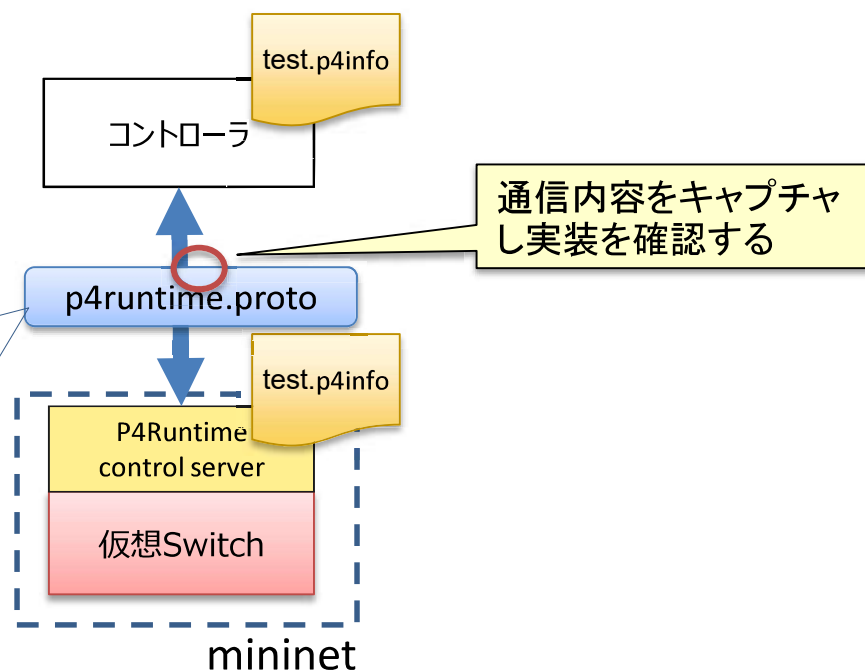 test.p4info
コントローラ
通信内容をキャプチャ
し実装を確認する
p4runtime.proto
test.p4info
P4Runtime
control server
仮想Switch
mininet